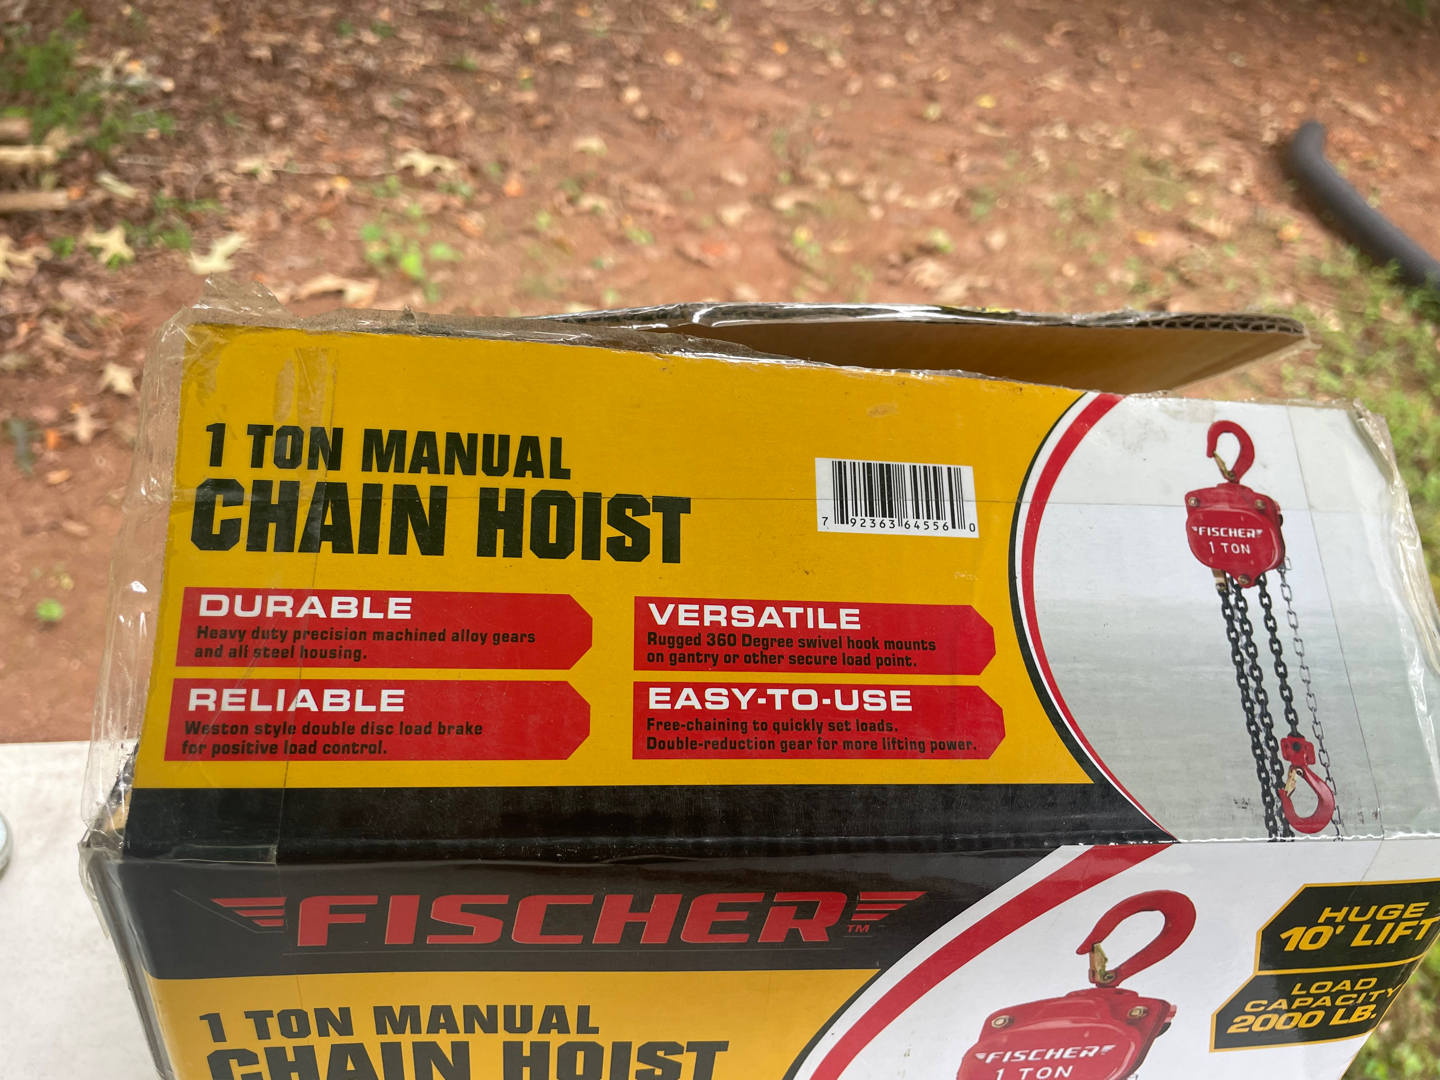 1 TON MANUAL
CHAIN HOIST
7 92363 64556 0
DURABLE
Heavy duty precision machined alloy gears
and all steel housing.
VERSATILE
Rugged 360 Degree swivel hook mounts
on gantry or other secure load point.
RELIABLE
Weston style double disc load brake
for positive load control.
EASY-TO-USE
Free-chaining to quickly set loads.
Double-reduction gear for more lifting power.
FISCHER
1 TON
FISCHER™
1 TON MANUAL
CHAIN HOIST
HUGE
10' LIFT
LOAD
CAPACITY
2000 LB.
FISCHER
1 TON